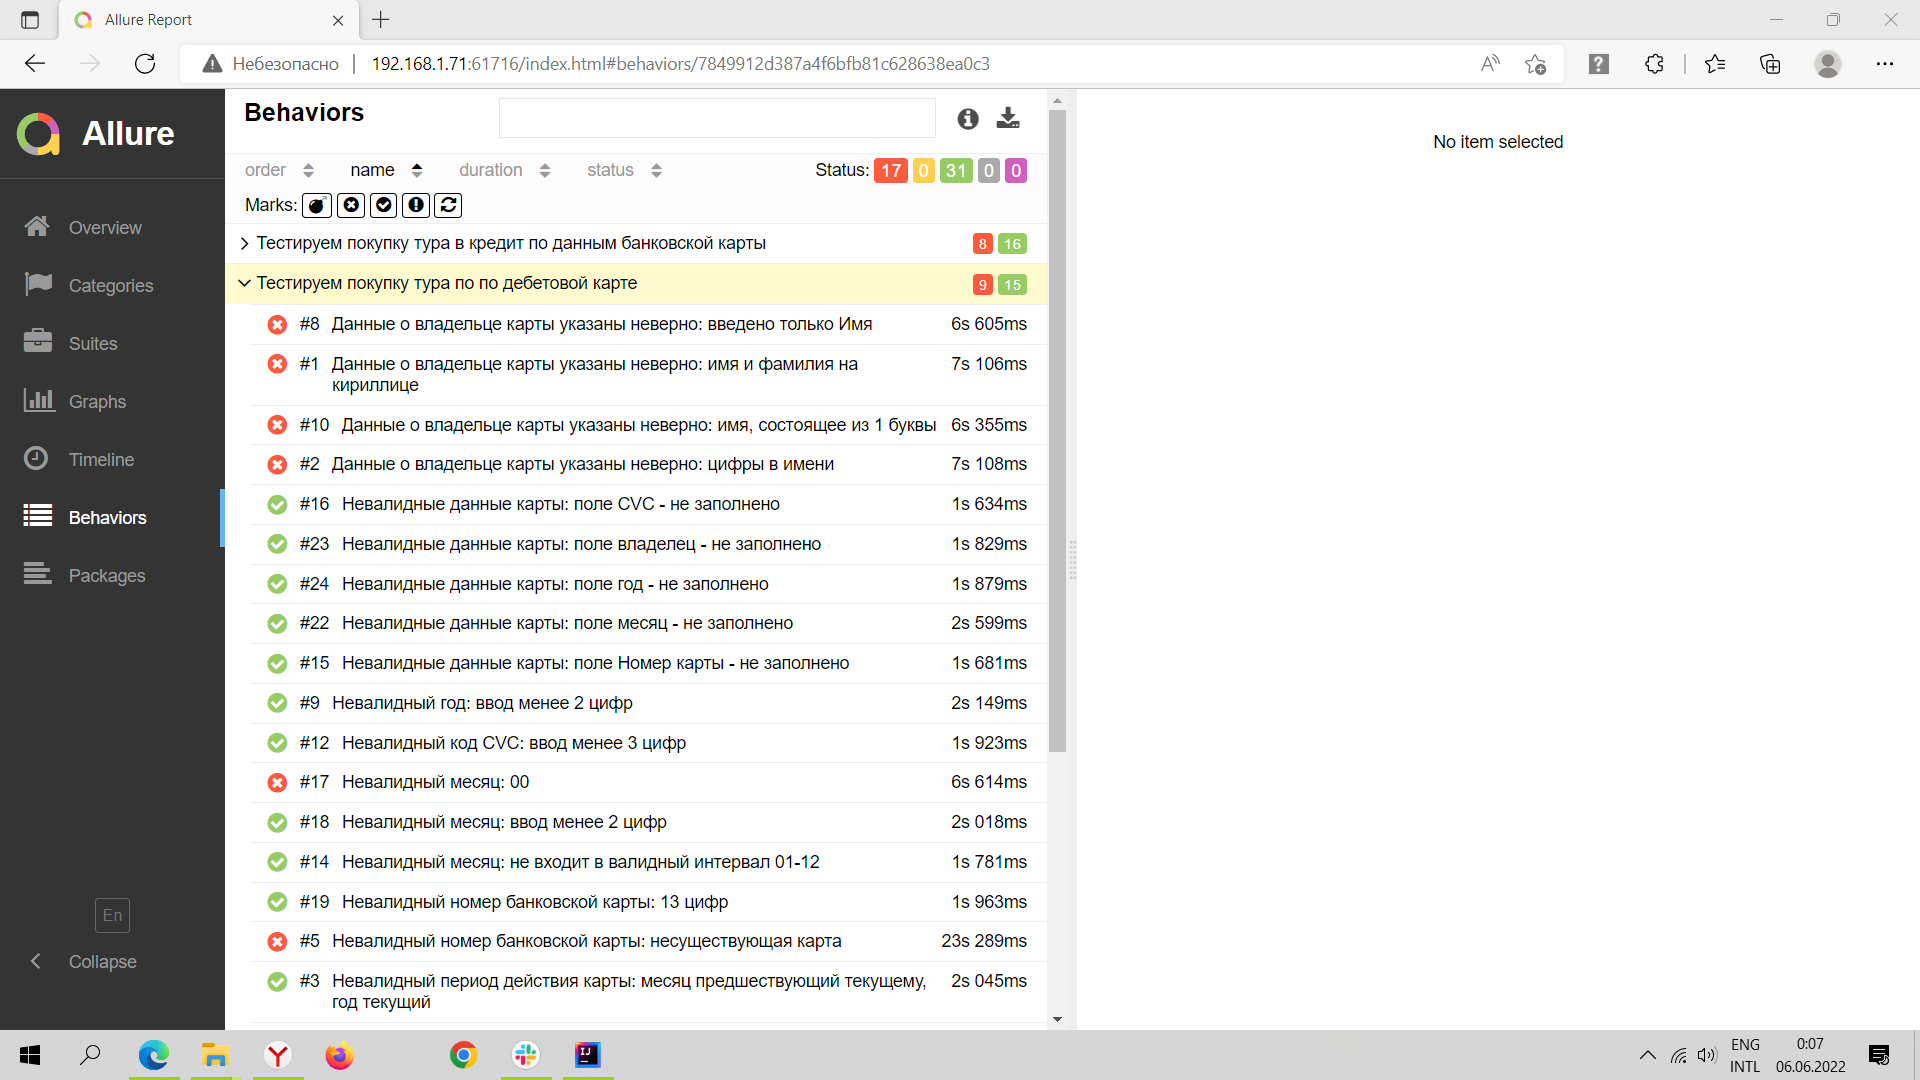 Allure Report
Небезопасно
192.168.1.71:61716/index.html#behaviors/7849912d387a4f6bfb81c628638ea0c3
Allure
Overview
Categories
Suites
Graphs
Timeline
Behaviors
Packages
En
Collapse
Behaviors
order name duration status Status: 17 0 31 0 0
Marks:
Тестируем покупку тура в кредит по данным банковской карты 8 16
Тестируем покупку тура по по дебетовой карте 9 15
#8 Данные о владельце карты указаны неверно: введено только Имя 6s 605ms
#1 Данные о владельце карты указаны неверно: имя и фамилия на 7s 106ms
кириллице
#10 Данные о владельце карты указаны неверно: имя, состоящее из 1 буквы 6s 355ms
#2 Данные о владельце карты указаны неверно: цифры в имени 7s 108ms
#16 Невалидные данные карты: поле CVC - не заполнено 1s 634ms
#23 Невалидные данные карты: поле владелец - не заполнено 1s 829ms
#24 Невалидные данные карты: поле год - не заполнено 1s 879ms
#22 Невалидные данные карты: поле месяц - не заполнено 2s 599ms
#15 Невалидные данные карты: поле Номер карты - не заполнено 1s 681ms
#9 Невалидный год: ввод менее 2 цифр 2s 149ms
#12 Невалидный код CVC: ввод менее 3 цифр 1s 923ms
#17 Невалидный месяц: 00 6s 614ms
#18 Невалидный месяц: ввод менее 2 цифр 2s 018ms
#14 Невалидный месяц: не входит в валидный интервал 01-12 1s 781ms
#19 Невалидный номер банковской карты: 13 цифр 1s 963ms
#5 Невалидный номер банковской карты: несуществующая карта 23s 289ms
#3 Невалидный период действия карты: месяц предшествующий текущему, 2s 045ms
год текущий
No item selected
ENG
INTL
0:07
06.06.2022